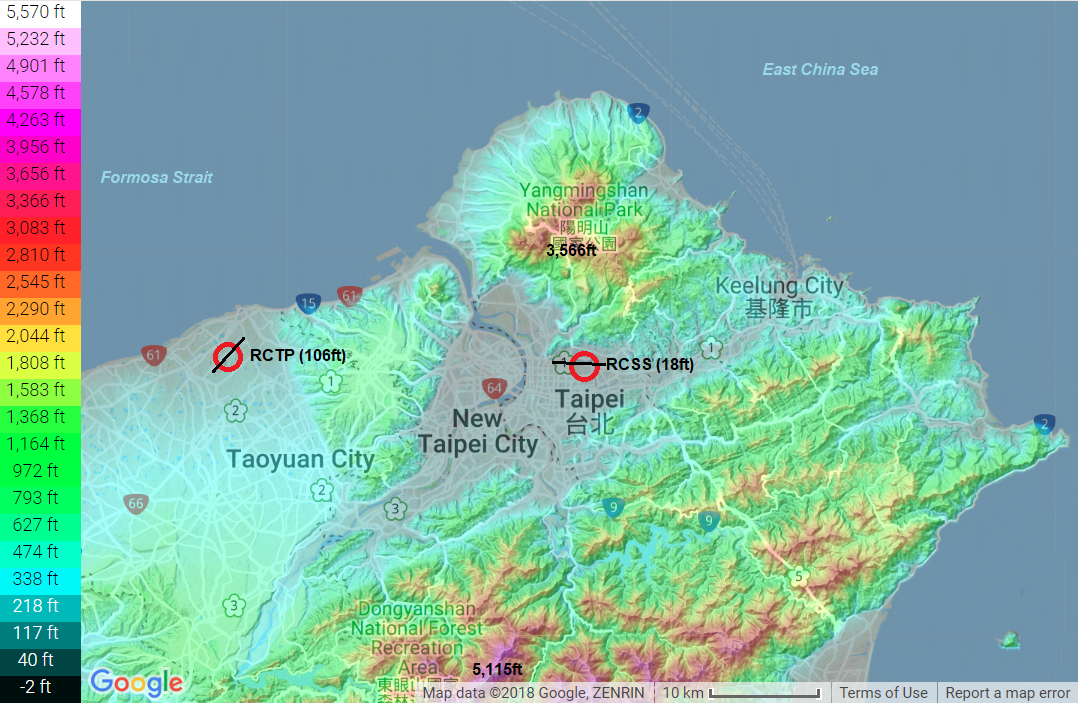 5,570 ft
5,232 ft
4,901 ft
4,578 ft
4,263 ft
3,956 ft
3,656 ft
3,366 ft
3,083 ft
2,810 ft
2,545 ft
2,290 ft
2,044 ft
1,808 ft
1,583 ft
1,368 ft
1,164 ft
972 ft
793 ft
627 ft
474 ft
338 ft
218 ft
117 ft
40 ft
-2 ft
East China Sea
2
Formosa Strait
Yangmingshan
National Park
陽明山
國家公園
3,566ft
Keelung City
基隆市
15
61
61
RCTP (106ft)
1
1
RCSS (18ft)
1
64
2
Taipei
台北
New
Taipei City
Taoyuan City
2
2
66
3
9
9
5
3
Dongyanshan
National Forest
Recreation
Area
東眼山國家
5,115ft
Google
Map data ©2018 Google, ZENRIN
10 km
Terms of Use
Report a map error